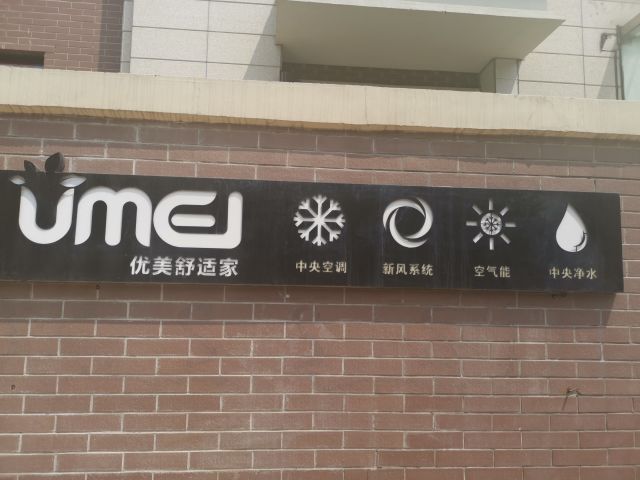 UMEI
优美舒适家
中央空调
新风系统
空气能
中央净水